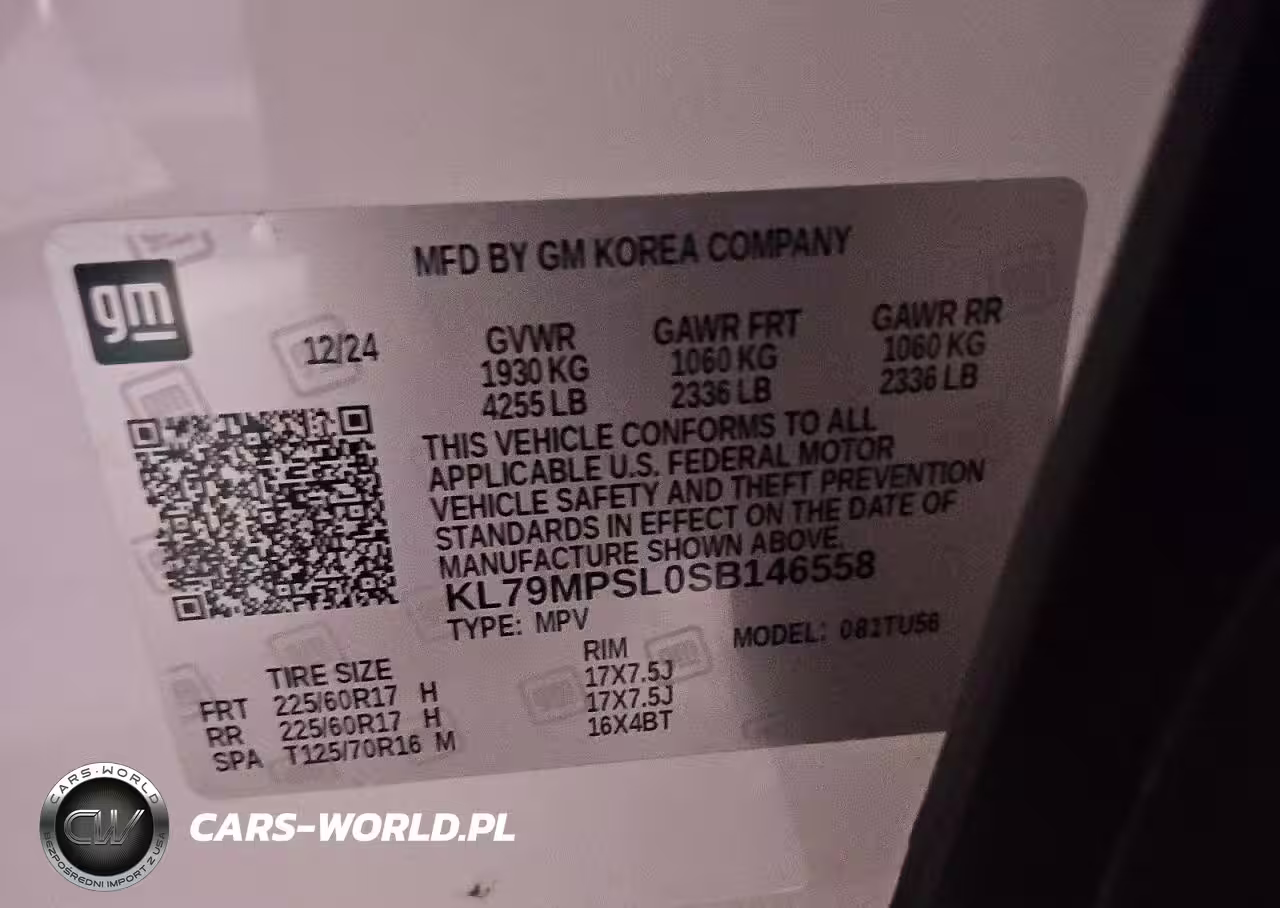 MFD BY GM KOREA COMPANY
gm
12/24
GVWR GAWR FRT GAWR RR
1930 KG 1060 KG 1060 KG
4255 LB 2336 LB 2336 LB
THIS VEHICLE CONFORMS TO ALL
APPLICABLE U.S. FEDERAL MOTOR
VEHICLE SAFETY AND THEFT PREVENTION
STANDARDS IN EFFECT ON THE DATE OF
MANUFACTURE SHOWN ABOVE.
KL79MPSL0SB146558
TYPE: MPV MODEL: 081TU56
TIRE SIZE RIM
FRT 225/60R17 H 17X7.5J
RR 225/60R17 H 17X7.5J
SPA T125/70R16 M 16X4BT
CARS-WORLD
CW
BEZPOŚREDNI IMPORT Z USA
CARS-WORLD.PL